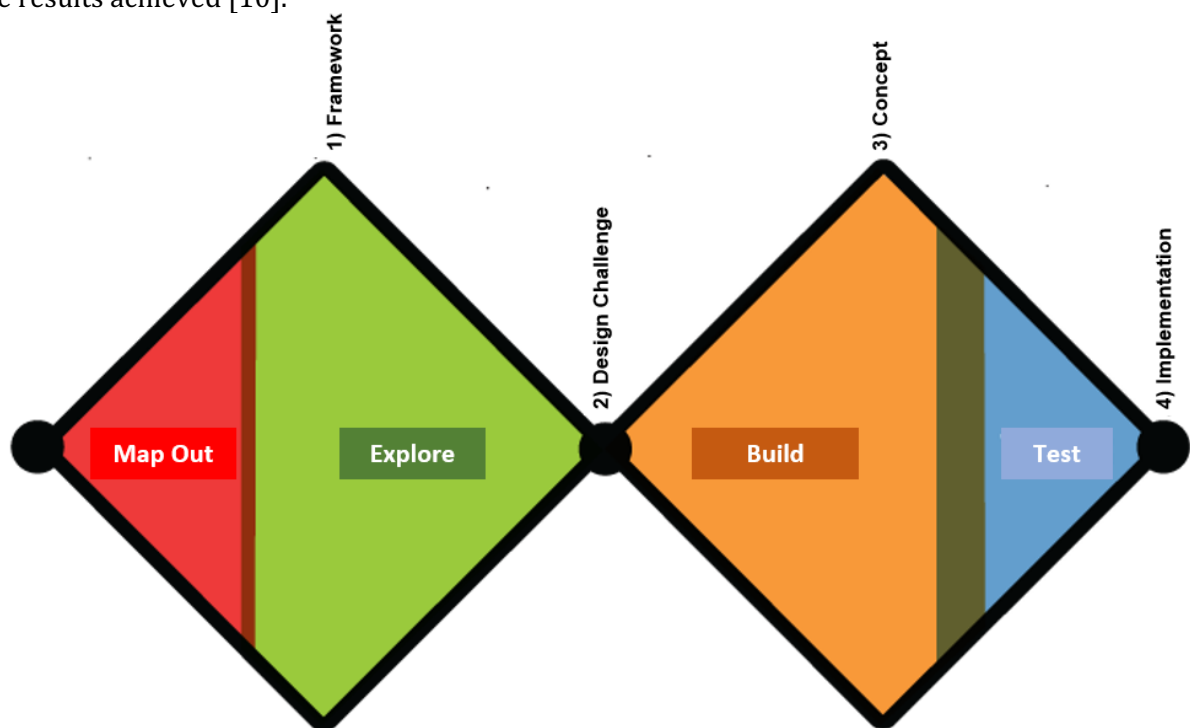 e results achieved [10].
1) Framework
3) Concept
2) Design Challenge
4) Implementation
Map Out
Explore
Build
Test